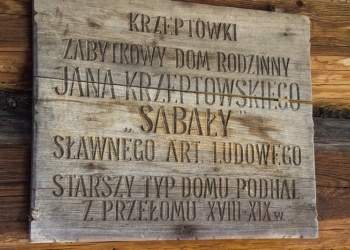 KRZEPTÓWKI
ZABYTKOWY DOM RODZINNY
JANA KRZEPTOWSKIEGO
„SABAŁY”
SŁAWNEGO ART. LUDOWEGO
STARSZY TYP DOMU PODHAL.
Z PRZEŁOMU XVIII-XIX w.